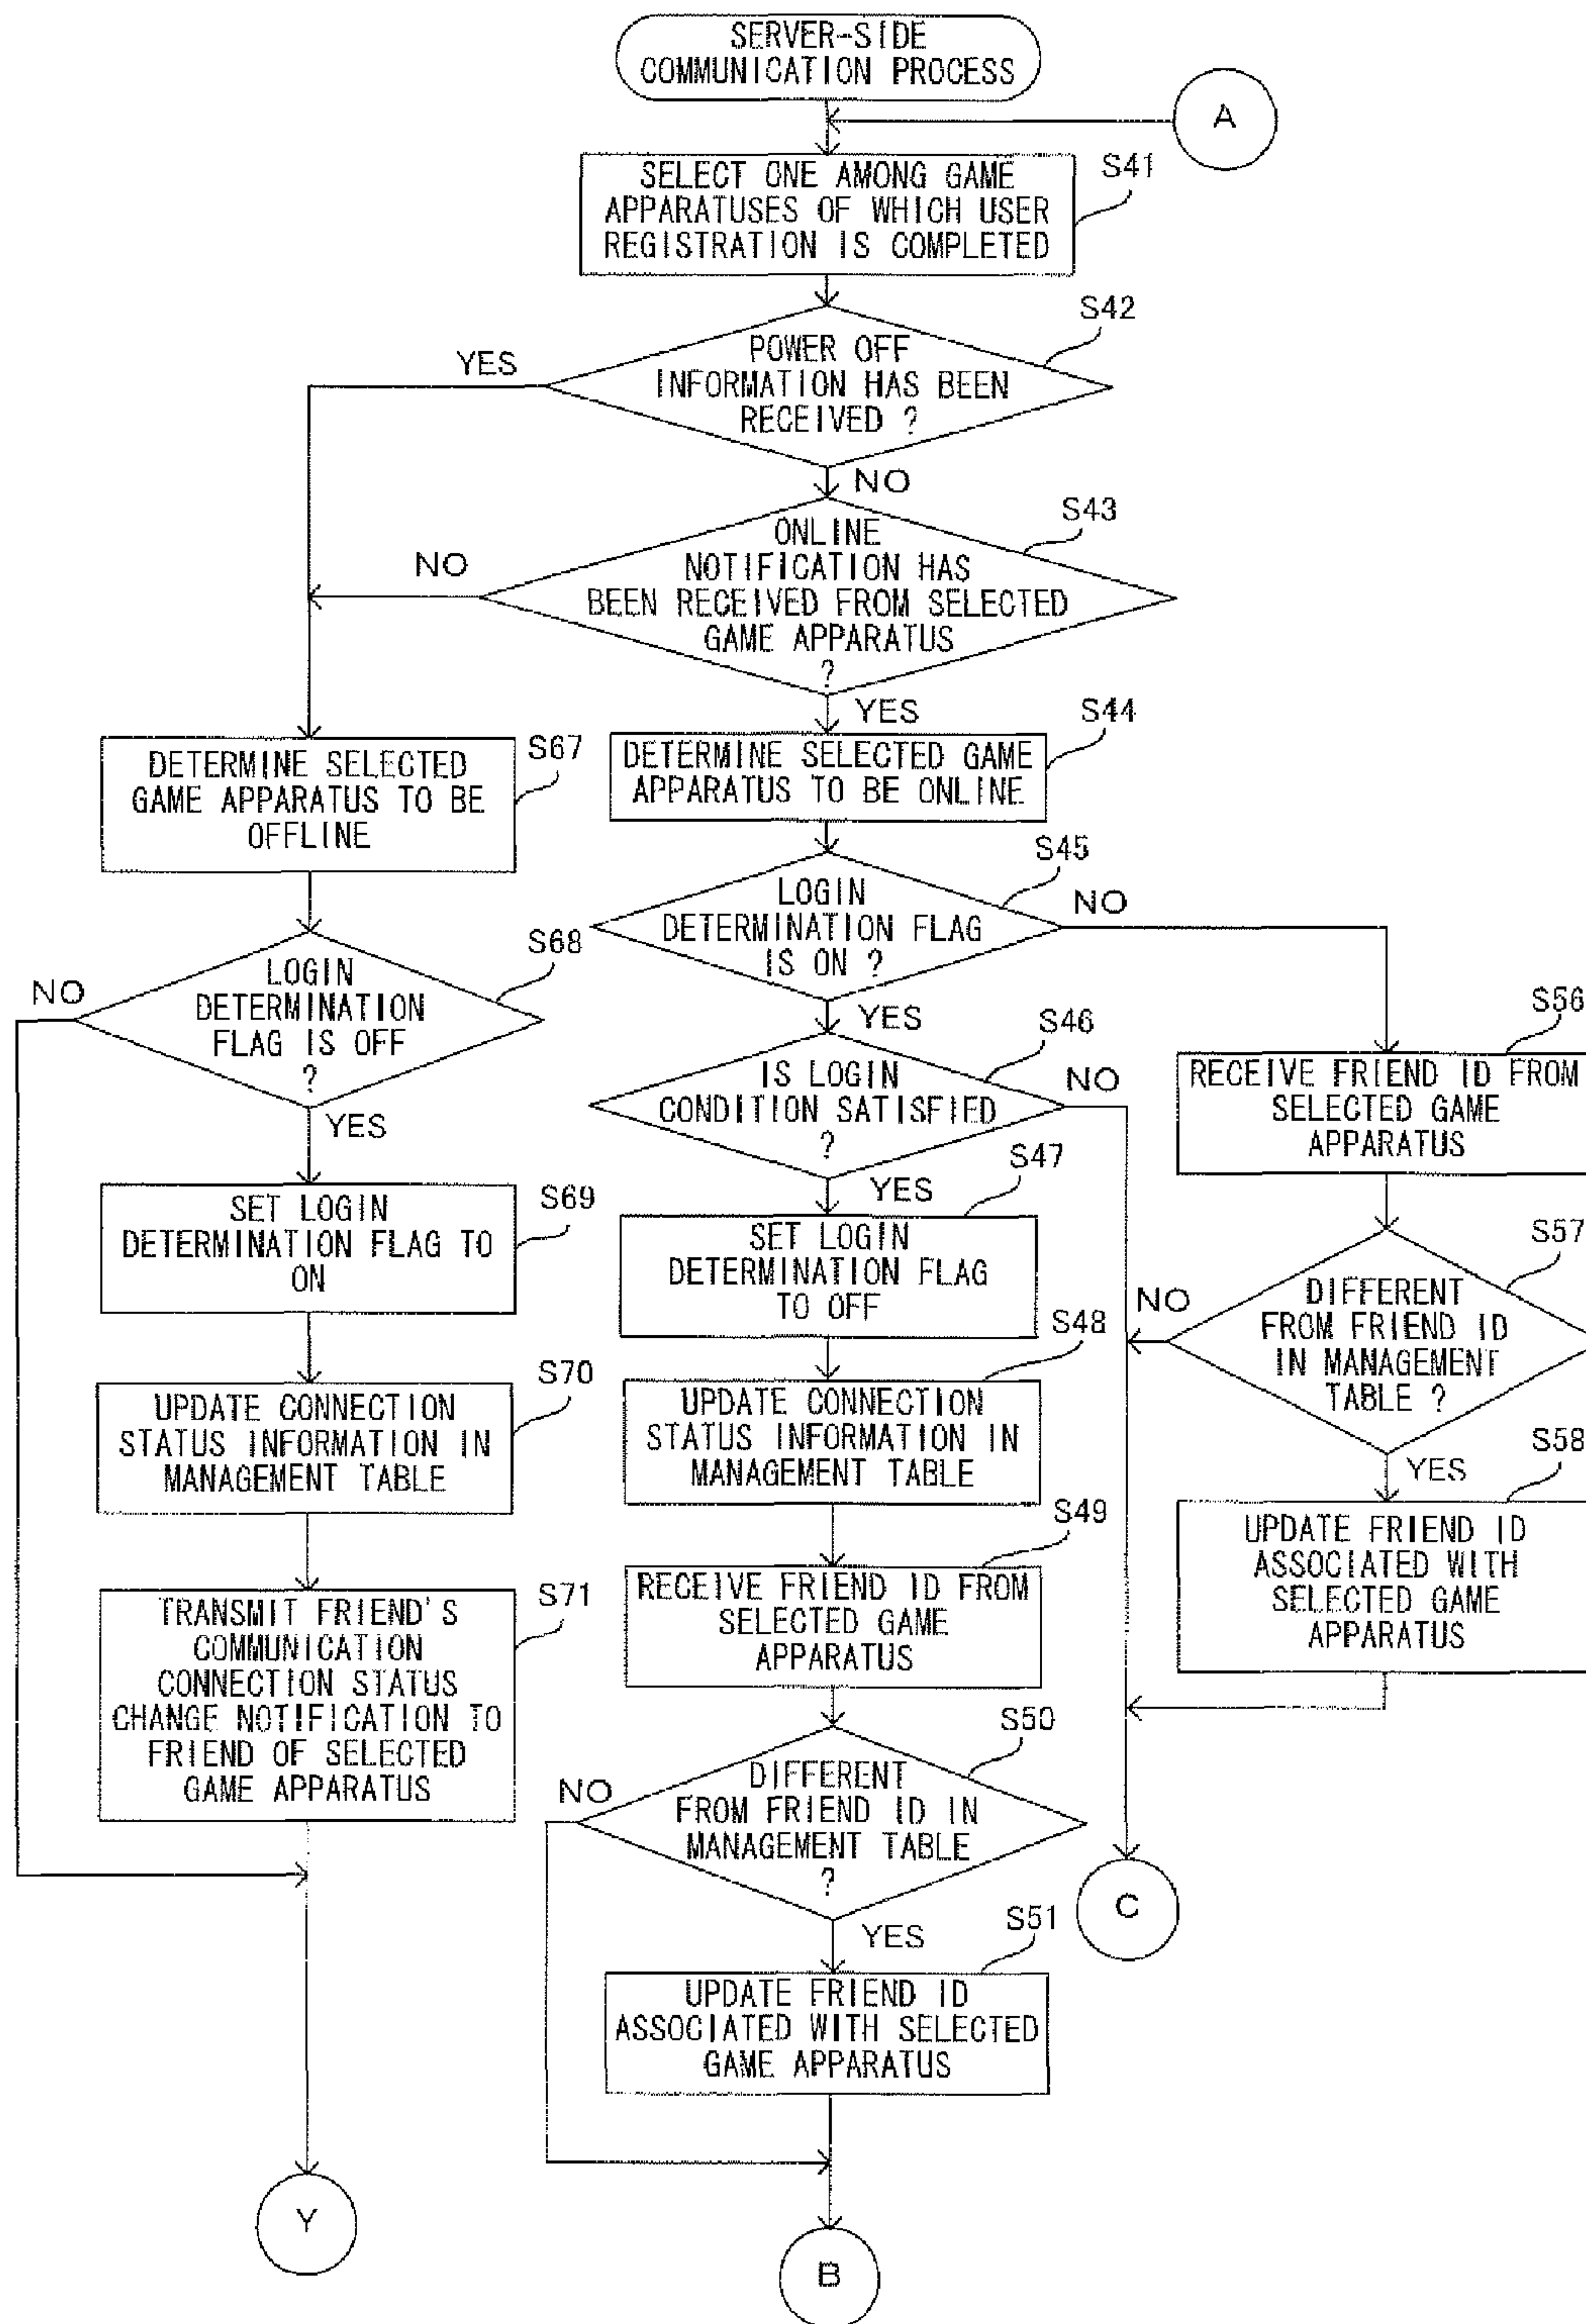 SERVER-SIDE
COMMUNICATION PROCESS
A
S41
SELECT ONE AMONG GAME
APPARATUSES OF WHICH USER
REGISTRATION IS COMPLETED
S42
YES
POWER OFF
INFORMATION HAS BEEN
RECEIVED ?
NO
S43
NO
ONLINE
NOTIFICATION HAS
BEEN RECEIVED FROM SELECTED
GAME APPARATUS
?
YES
S44
DETERMINE SELECTED GAME
APPARATUS TO BE ONLINE
S67
DETERMINE SELECTED
GAME APPARATUS TO BE
OFFLINE
S45
LOGIN
DETERMINATION FLAG
IS ON ?
NO
YES
S68
NO
LOGIN
DETERMINATION
FLAG IS OFF
?
YES
S46
IS LOGIN
CONDITION SATISFIED
?
NO
YES
S56
RECEIVE FRIEND ID FROM
SELECTED GAME
APPARATUS
S69
SET LOGIN
DETERMINATION FLAG TO
ON
S47
SET LOGIN
DETERMINATION FLAG
TO OFF
S57
NO
DIFFERENT
FROM FRIEND ID
IN MANAGEMENT
TABLE ?
YES
S70
UPDATE CONNECTION
STATUS INFORMATION IN
MANAGEMENT TABLE
S48
UPDATE CONNECTION
STATUS INFORMATION IN
MANAGEMENT TABLE
S58
UPDATE FRIEND ID
ASSOCIATED WITH
SELECTED GAME
APPARATUS
S71
TRANSMIT FRIEND'S
COMMUNICATION
CONNECTION STATUS
CHANGE NOTIFICATION TO
FRIEND OF SELECTED
GAME APPARATUS
S49
RECEIVE FRIEND ID FROM
SELECTED GAME
APPARATUS
S50
NO
DIFFERENT
FROM FRIEND ID IN
MANAGEMENT TABLE
?
YES
C
S51
UPDATE FRIEND ID
ASSOCIATED WITH SELECTED
GAME APPARATUS
Y
B